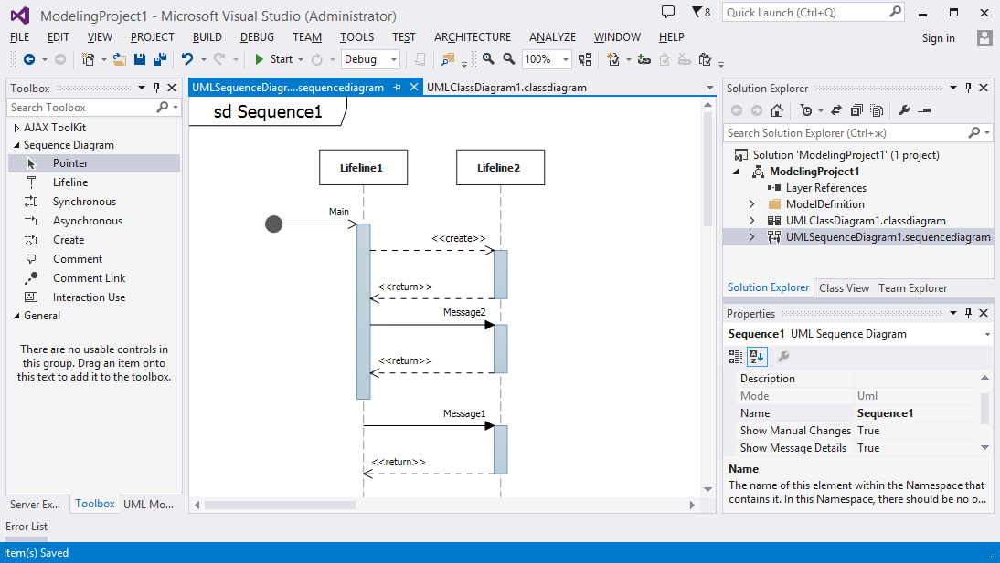 ModelingProject1 - Microsoft Visual Studio (Administrator)
8
Quick Launch (Ctrl+Q)
FILE EDIT VIEW PROJECT BUILD DEBUG TEAM TOOLS TEST ARCHITECTURE ANALYZE WINDOW HELP
Sign in
Start
Debug
100%
Toolbox
Search Toolbox
AJAX ToolKit
Sequence Diagram
Pointer
Lifeline
Synchronous
Asynchronous
Create
Comment
Comment Link
Interaction Use
General
There are no usable controls in
this group. Drag an item onto
this text to add it to the toolbox.
Server Ex... Toolbox UML Mo...
UMLSequenceDiagr....sequencediagram
UMLClassDiagram1.classdiagram
sd Sequence1
Lifeline1
Lifeline2
Main
<<create>>
<<return>>
Message2
<<return>>
Message1
<<return>>
Solution Explorer
Search Solution Explorer (Ctrl+ж)
Solution 'ModelingProject1' (1 project)
ModelingProject1
Layer References
ModelDefinition
UMLClassDiagram1.classdiagram
UMLSequenceDiagram1.sequencediagram
Solution Explorer Class View Team Explorer
Properties
Sequence1 UML Sequence Diagram
Description
Mode Uml
Name Sequence1
Show Manual Changes True
Show Message Details True
Name
The name of this element within the Namespace that
contains it. In this Namespace, there should be no o...
Error List
Item(s) Saved